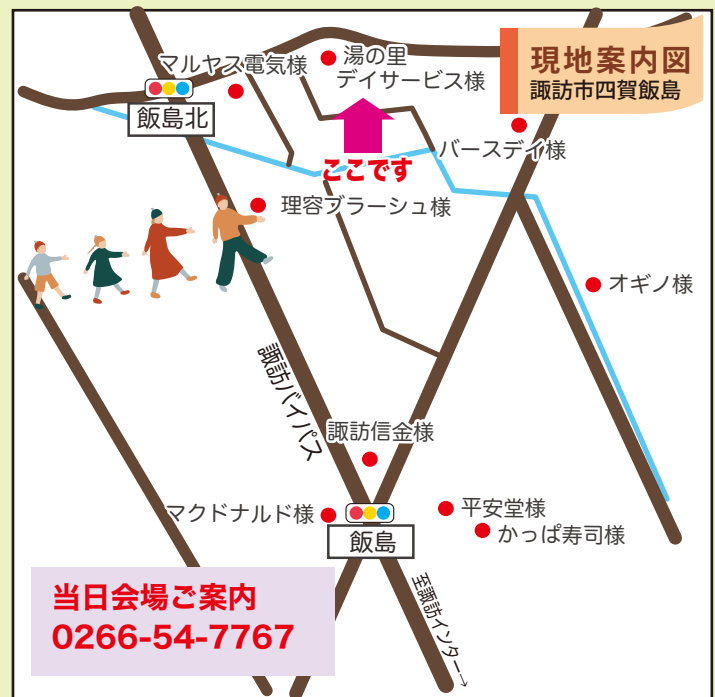 現地案内図
諏訪市四賀飯島
マルヤス電気様
湯の里
デイサービス様
飯島北
ここです
バースデイ様
理容ブラーシュ様
オギノ様
諏訪バイパス
諏訪信金様
マクドナルド様
平安堂様
かっぱ寿司様
飯島
至諏訪インター→
当日会場ご案内
0266-54-7767